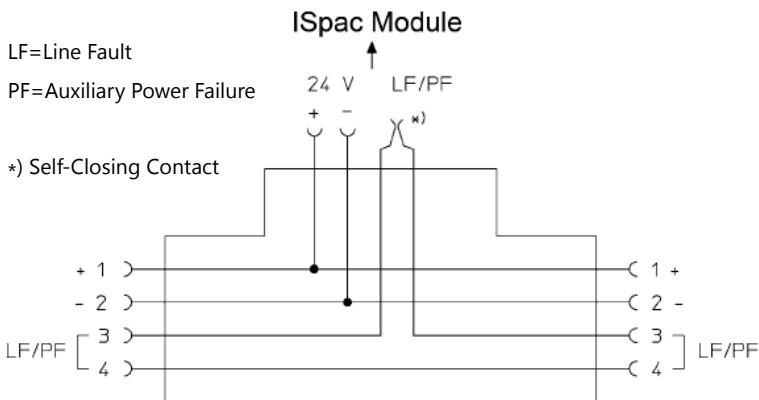 ISpac Module
LF=Line Fault
PF=Auxiliary Power Failure
24 V LF/PF
+ - *)
*) Self-Closing Contact
+ 1 1 +
- 2 2 -
3 3
LF/PF LF/PF
4 4